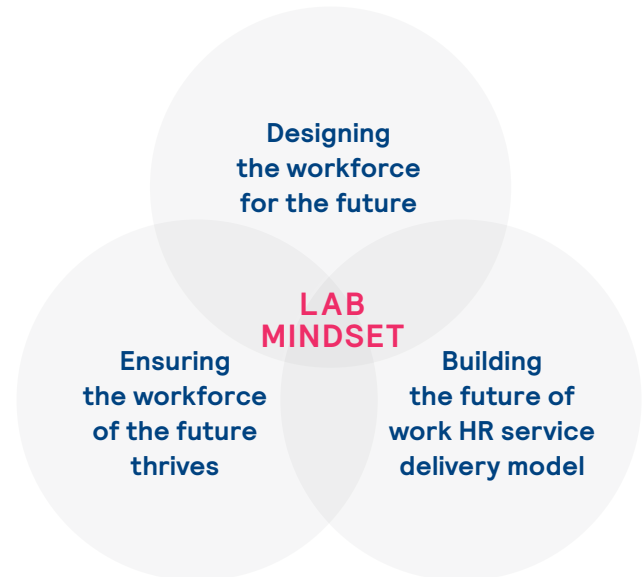 Designing
the workforce
for the future
LAB
MINDSET
Ensuring
the workforce
of the future
thrives
Building
the future of
work HR service
delivery model